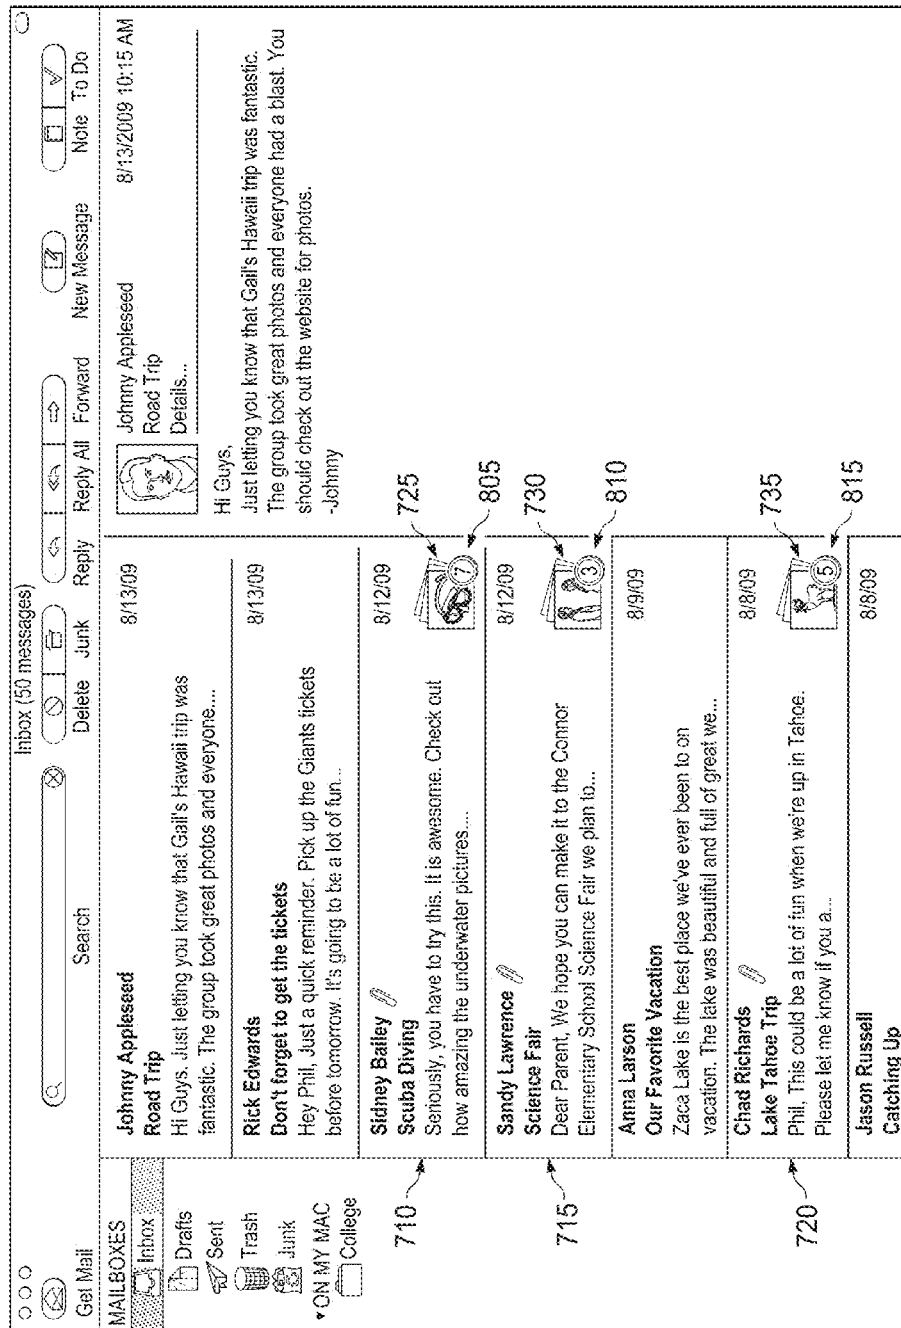 Inbox (50 messages)
Get Mail
Search
Delete Junk
Reply Reply All Forward
New Message
Note To Do
MAILBOXES
Inbox
Drafts
Sent
Trash
Junk
ON MY MAC
College
Johnny Appleseed 8/13/09
Road Trip
Hi Guys, Just letting you know that Gail's Hawaii trip was
fantastic. The group took great photos and everyone...
Rick Edwards 8/13/09
Don't forget to get the tickets
Hey Phil, Just a quick reminder. Pick up the Giants tickets
before tomorrow. It's going to be a lot of fun...
Sidney Bailey 8/12/09
Scuba Diving
Seriously, you have to try this. It is awesome. Check out
how amazing the underwater pictures....
7
710
725
805
Sandy Lawrence 8/12/09
Science Fair
Dear Parent, We hope you can make it to the Connor
Elementary School Science Fair we plan to...
3
715
730
810
Anna Larson 8/9/09
Our Favorite Vacation
Zaca Lake is the best place we've ever been to on
vacation. The lake was beautiful and full of great we...
Chad Richards 8/8/09
Lake Tahoe Trip
Phil, This could be a lot of fun when we're up in Tahoe.
Please let me know if you a...
5
720
735
815
Jason Russell 8/8/09
Catching Up
Johnny Appleseed 8/13/2009 10:15 AM
Road Trip
Details...
Hi Guys,
Just letting you know that Gail's Hawaii trip was fantastic.
The group took great photos and everyone had a blast. You
should check out the website for photos.
-Johnny